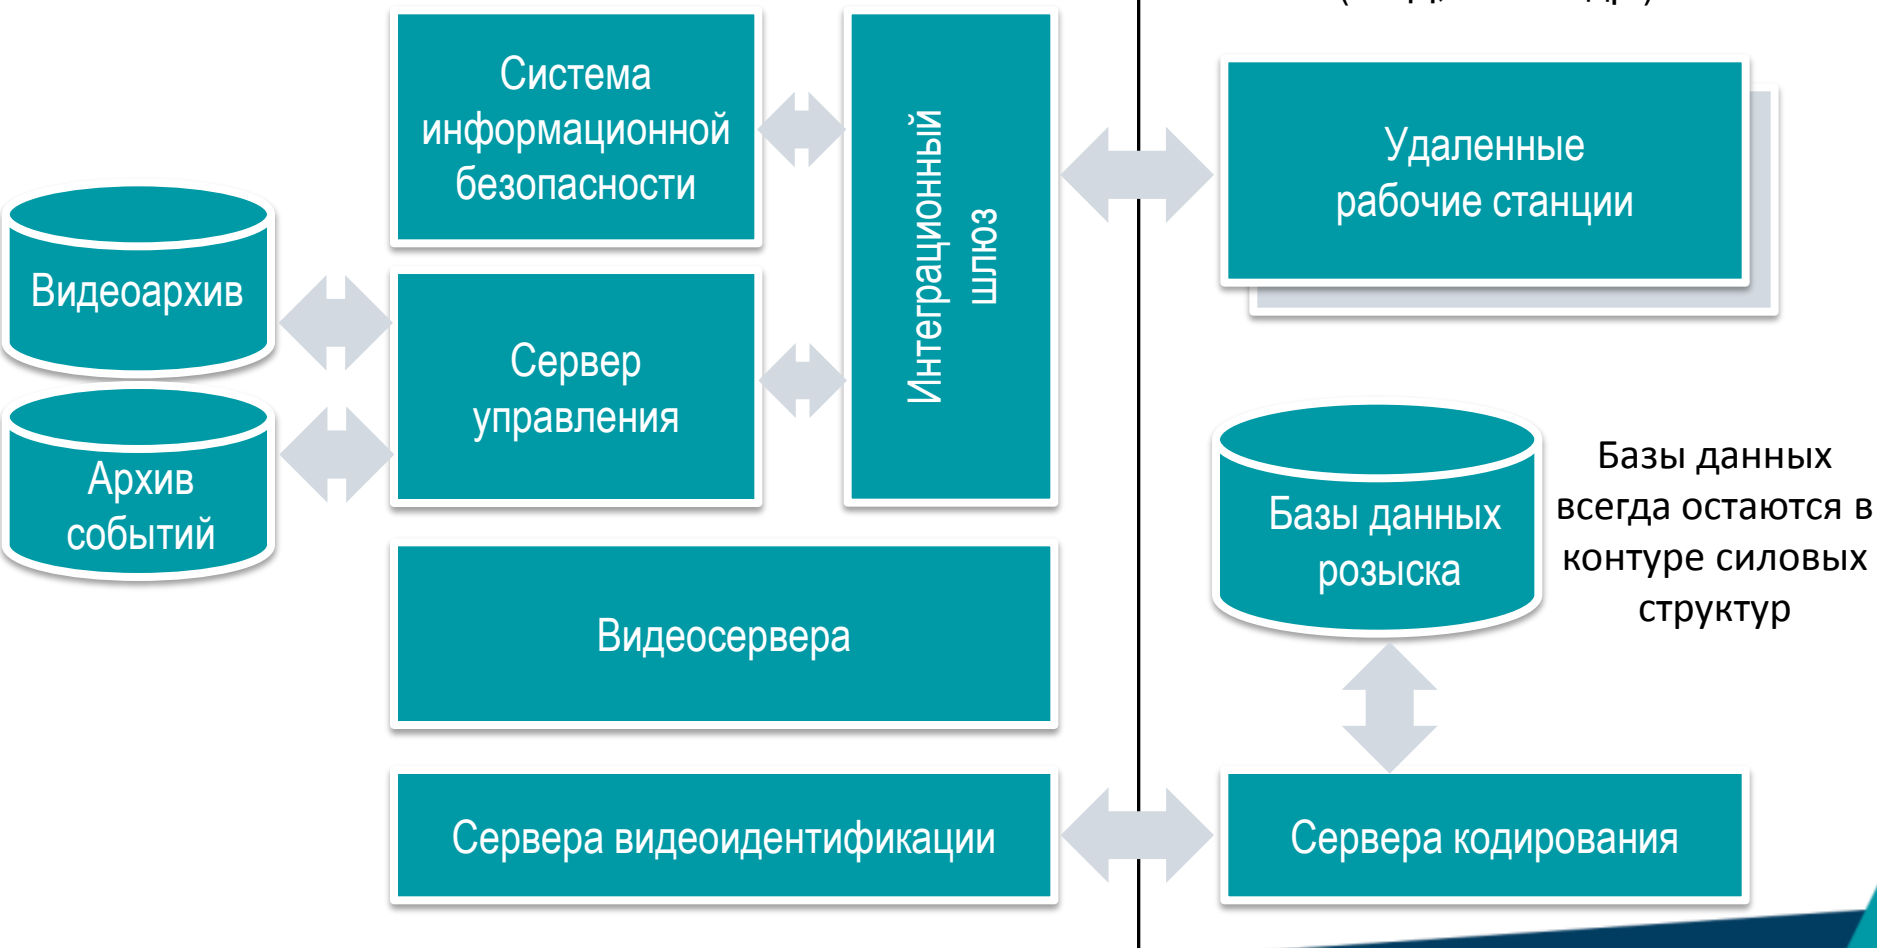 Система
информационной
безопасности
Интеграционный
шлюз
Удаленные
рабочие станции
Видеоархив
Сервер
управления
Архив
событий
Базы данных
розыска
Базы данных
всегда остаются в
контуре силовых
структур
Видеосервера
Сервера видеоидентификации
Сервера кодирования